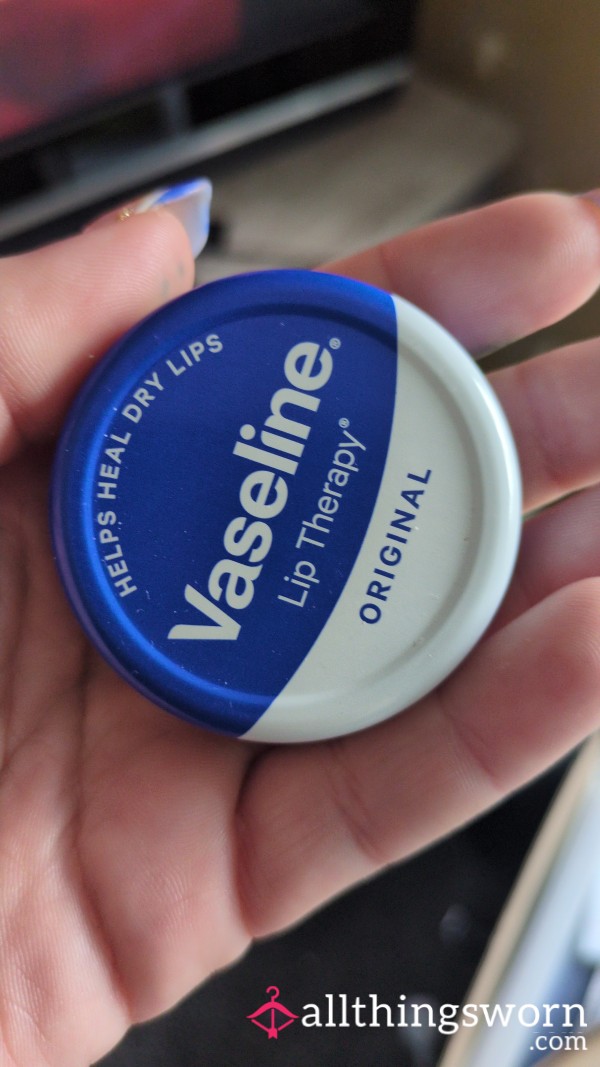 HELPS HEAL DRY LIPS
Vaseline®
Lip Therapy®
ORIGINAL
allthingsworn
.com